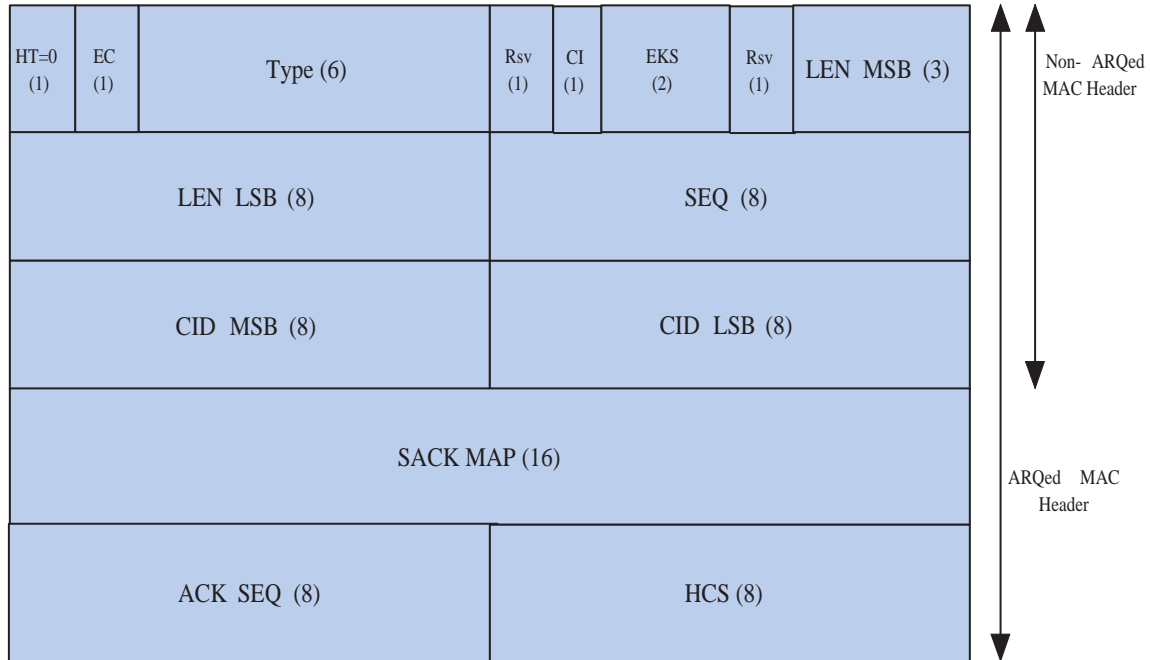 HT=0
(1)
EC
(1)
Type (6)
Rsv
(1)
CI
(1)
EKS
(2)
Rsv
(1)
LEN MSB (3)
Non- ARQed
MAC Header
LEN LSB (8)
SEQ (8)
CID MSB (8)
CID LSB (8)
SACK MAP (16)
ARQed MAC
Header
ACK SEQ (8)
HCS (8)